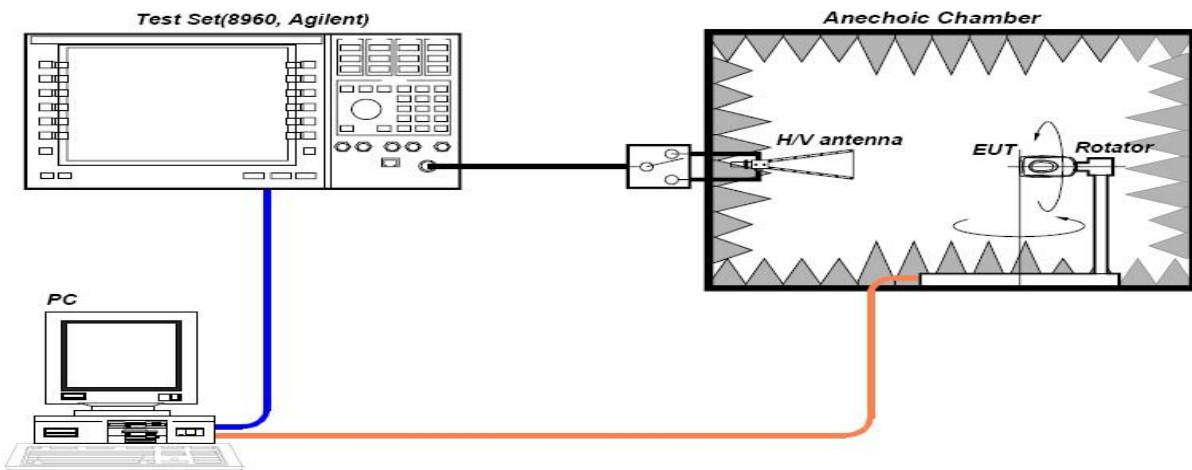 Test Set(8960, Agilent)
Anechoic Chamber
H/V antenna
EUT
Rotator
PC